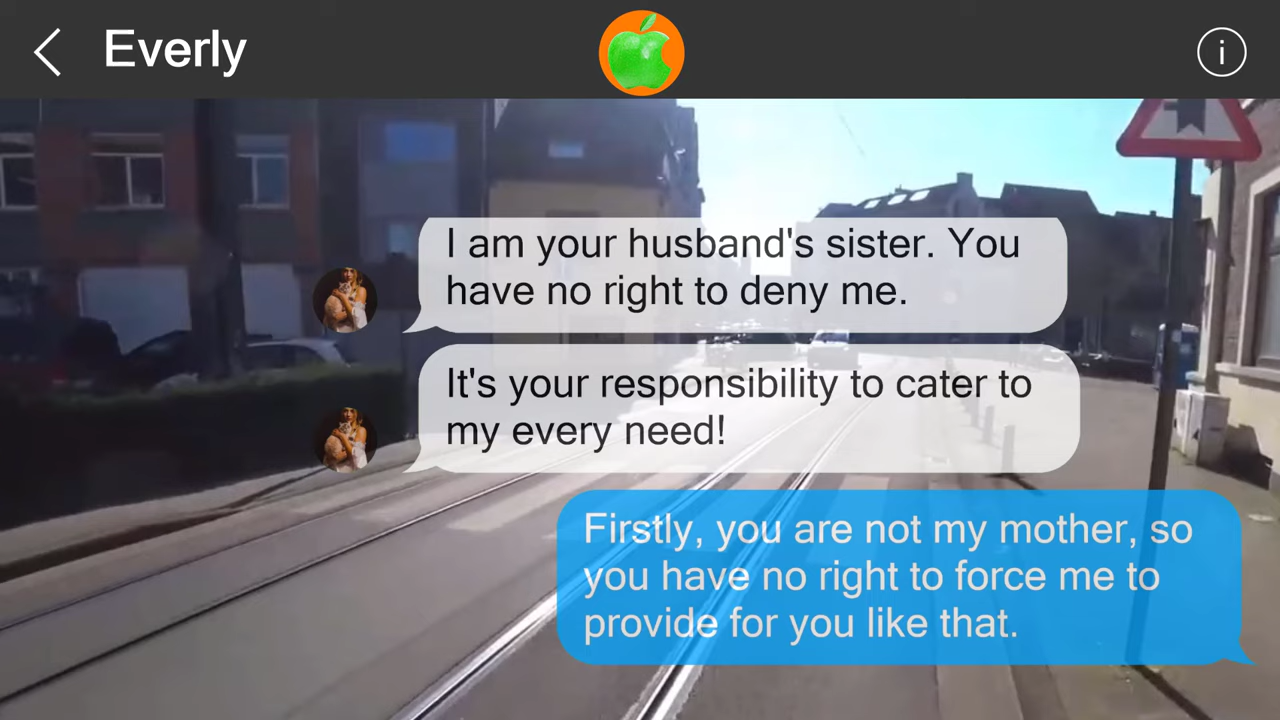 Everly
i
I am your husband's sister. You
have no right to deny me.
It's your responsibility to cater to
my every need!
Firstly, you are not my mother, so
you have no right to force me to
provide for you like that.